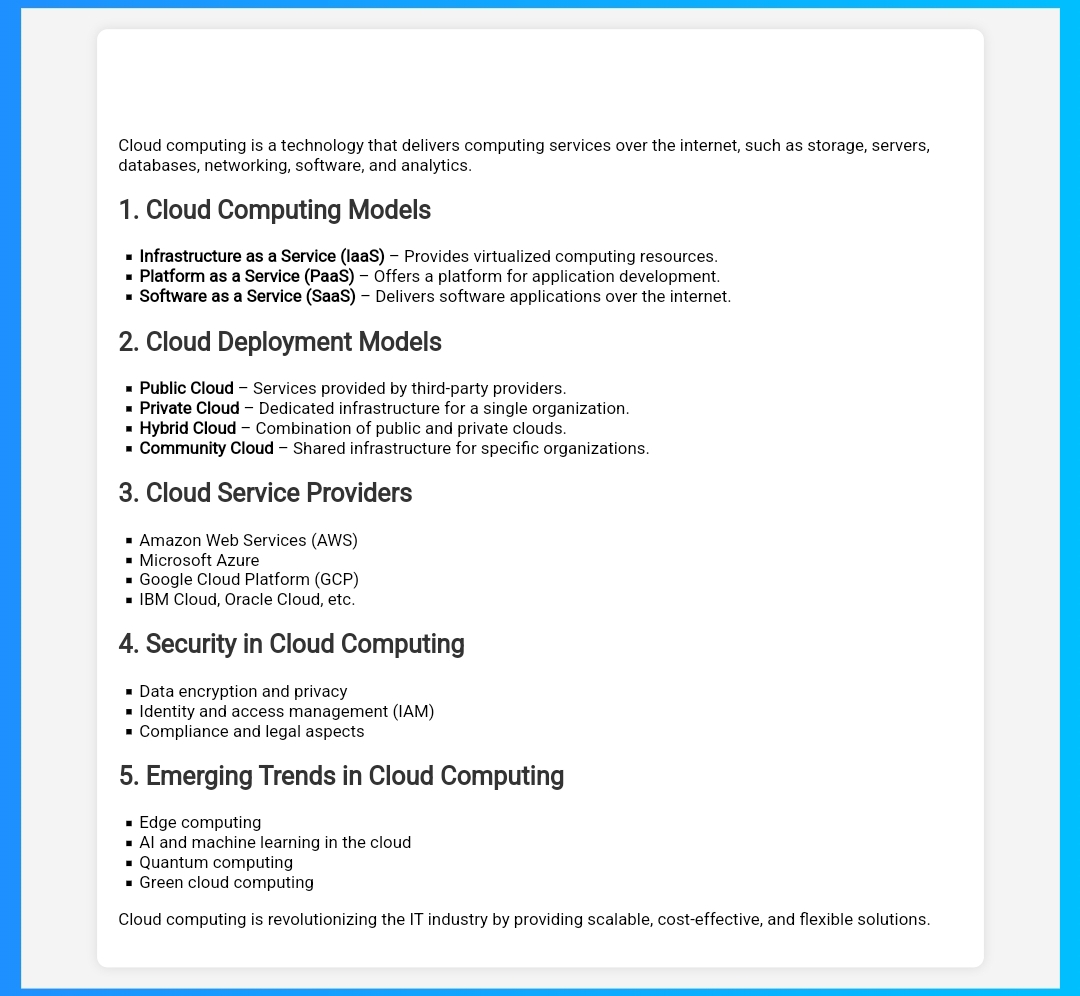 Cloud computing is a technology that delivers computing services over the internet, such as storage, servers,
databases, networking, software, and analytics.
1. Cloud Computing Models
▪ Infrastructure as a Service (IaaS) – Provides virtualized computing resources.
▪ Platform as a Service (PaaS) – Offers a platform for application development.
▪ Software as a Service (SaaS) – Delivers software applications over the internet.
2. Cloud Deployment Models
▪ Public Cloud – Services provided by third-party providers.
▪ Private Cloud – Dedicated infrastructure for a single organization.
▪ Hybrid Cloud – Combination of public and private clouds.
▪ Community Cloud – Shared infrastructure for specific organizations.
3. Cloud Service Providers
▪ Amazon Web Services (AWS)
▪ Microsoft Azure
▪ Google Cloud Platform (GCP)
▪ IBM Cloud, Oracle Cloud, etc.
4. Security in Cloud Computing
▪ Data encryption and privacy
▪ Identity and access management (IAM)
▪ Compliance and legal aspects
5. Emerging Trends in Cloud Computing
▪ Edge computing
▪ AI and machine learning in the cloud
▪ Quantum computing
▪ Green cloud computing
Cloud computing is revolutionizing the IT industry by providing scalable, cost-effective, and flexible solutions.